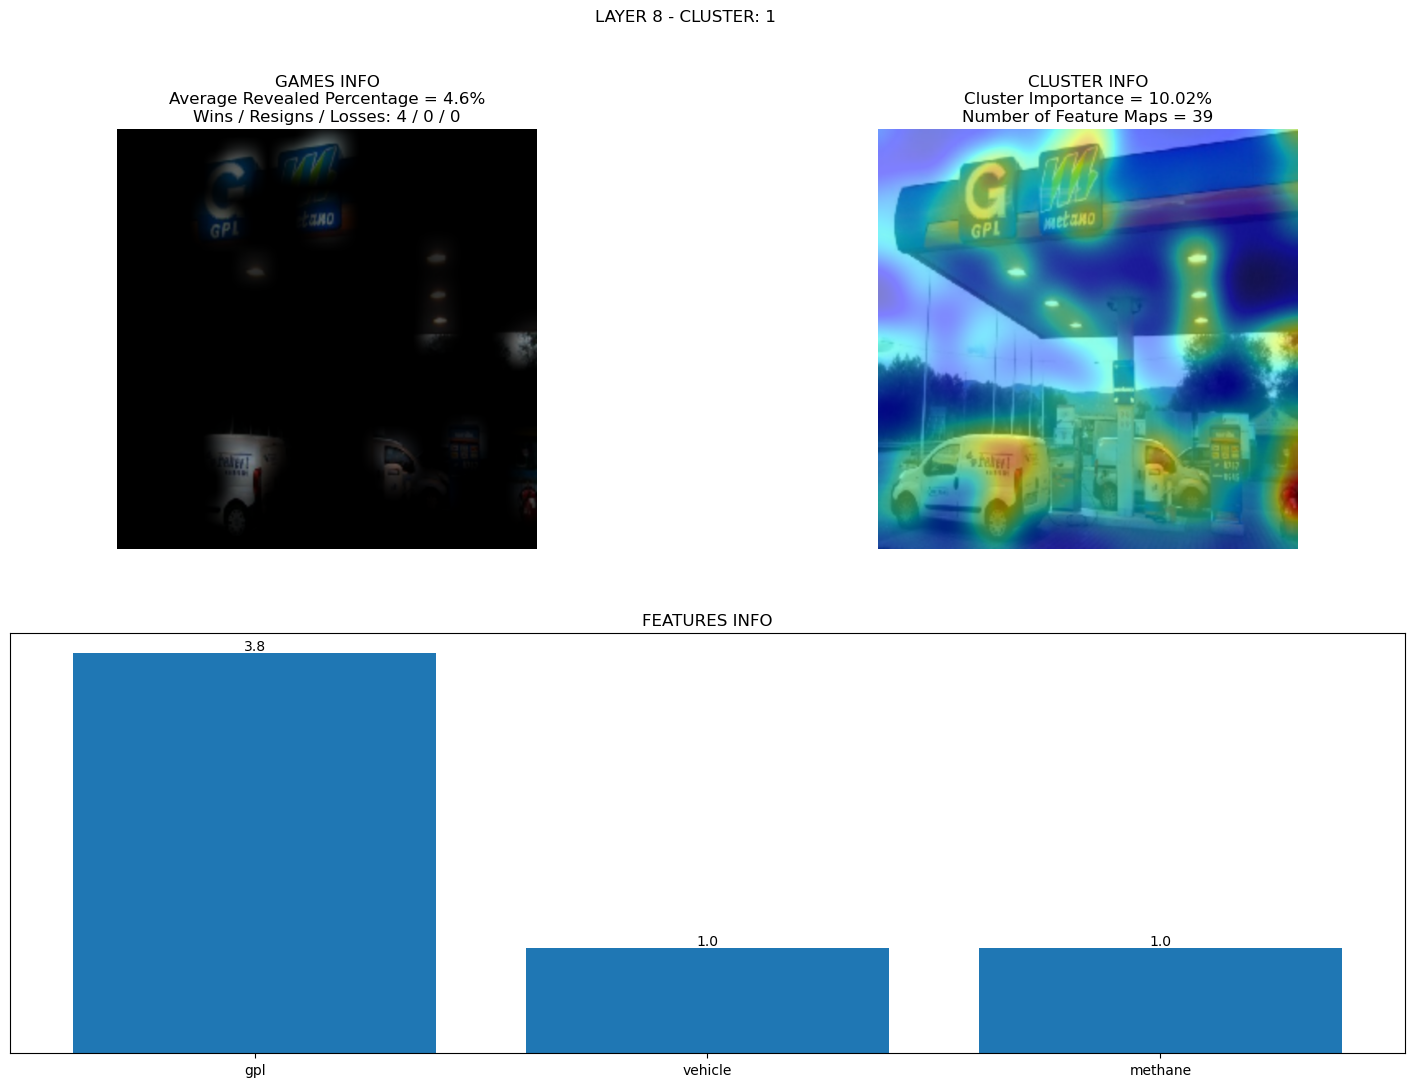 LAYER 8 - CLUSTER: 1
GAMES INFO
Average Revealed Percentage = 4.6%
Wins / Resigns / Losses: 4 / 0 / 0
G
GPL
etano
CLUSTER INFO
Cluster Importance = 10.02%
Number of Feature Maps = 39
G
GPL
metano
FEATURES INFO
3.8
1.0
1.0
gpl
vehicle
methane